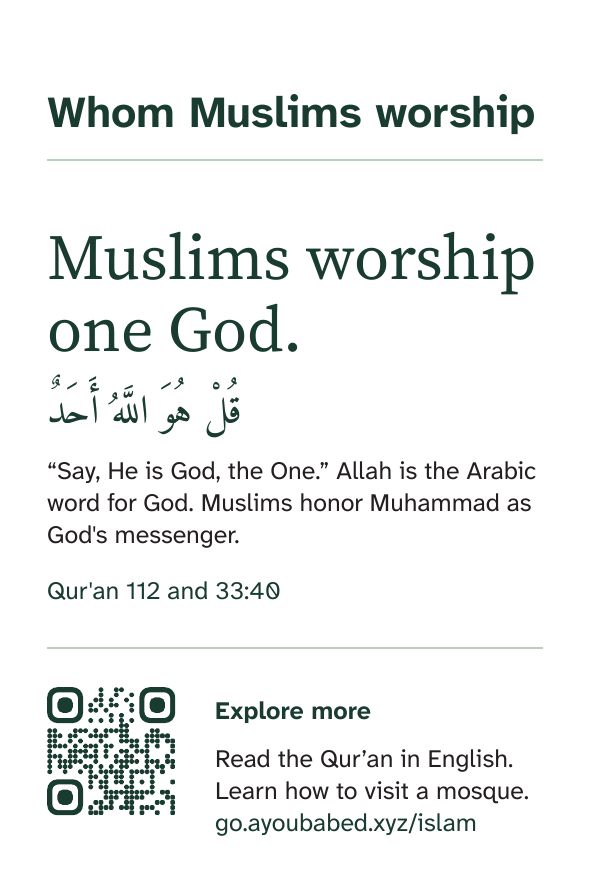 Whom Muslims worship
Muslims worship
one God.
قُلْ هُوَ اللَّهُ أَحَدٌ
“Say, He is God, the One.” Allah is the Arabic
word for God. Muslims honor Muhammad as
God's messenger.
Qur'an 112 and 33:40
Explore more
Read the Qur’an in English.
Learn how to visit a mosque.
go.ayoubabed.xyz/islam